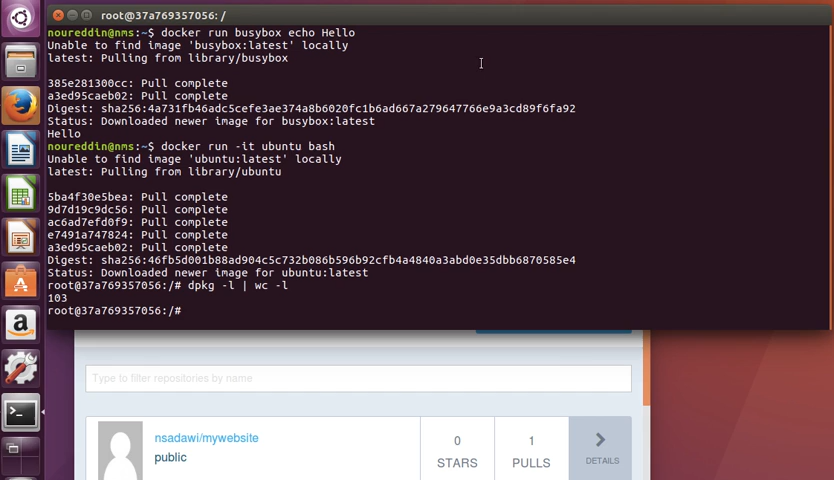 root@37a769357056: /
noureddin@nms:~$ docker run busybox echo Hello
Unable to find image 'busybox:latest' locally
latest: Pulling from library/busybox
385e281300cc: Pull complete
a3ed95caeb02: Pull complete
Digest: sha256:4a731fb46adc5cefe3ae374a8b6020fc1b6ad667a279647766e9a3cd89f6fa92
Status: Downloaded newer image for busybox:latest
Hello
noureddin@nms:~$ docker run -it ubuntu bash
Unable to find image 'ubuntu:latest' locally
latest: Pulling from library/ubuntu
5ba4f30e5bea: Pull complete
9d7d19c9dc56: Pull complete
ac6ad7efd0f9: Pull complete
e7491a747824: Pull complete
a3ed95caeb02: Pull complete
Digest: sha256:46fb5d001b88ad904c5c732b086b596b92cfb4a4840a3abd0e35dbb6870585e4
Status: Downloaded newer image for ubuntu:latest
root@37a769357056:/# dpkg -l | wc -l
103
root@37a769357056:/#
Type to filter repositories by name
nsadawi/mywebsite
public
0
STARS
1
PULLS
DETAILS